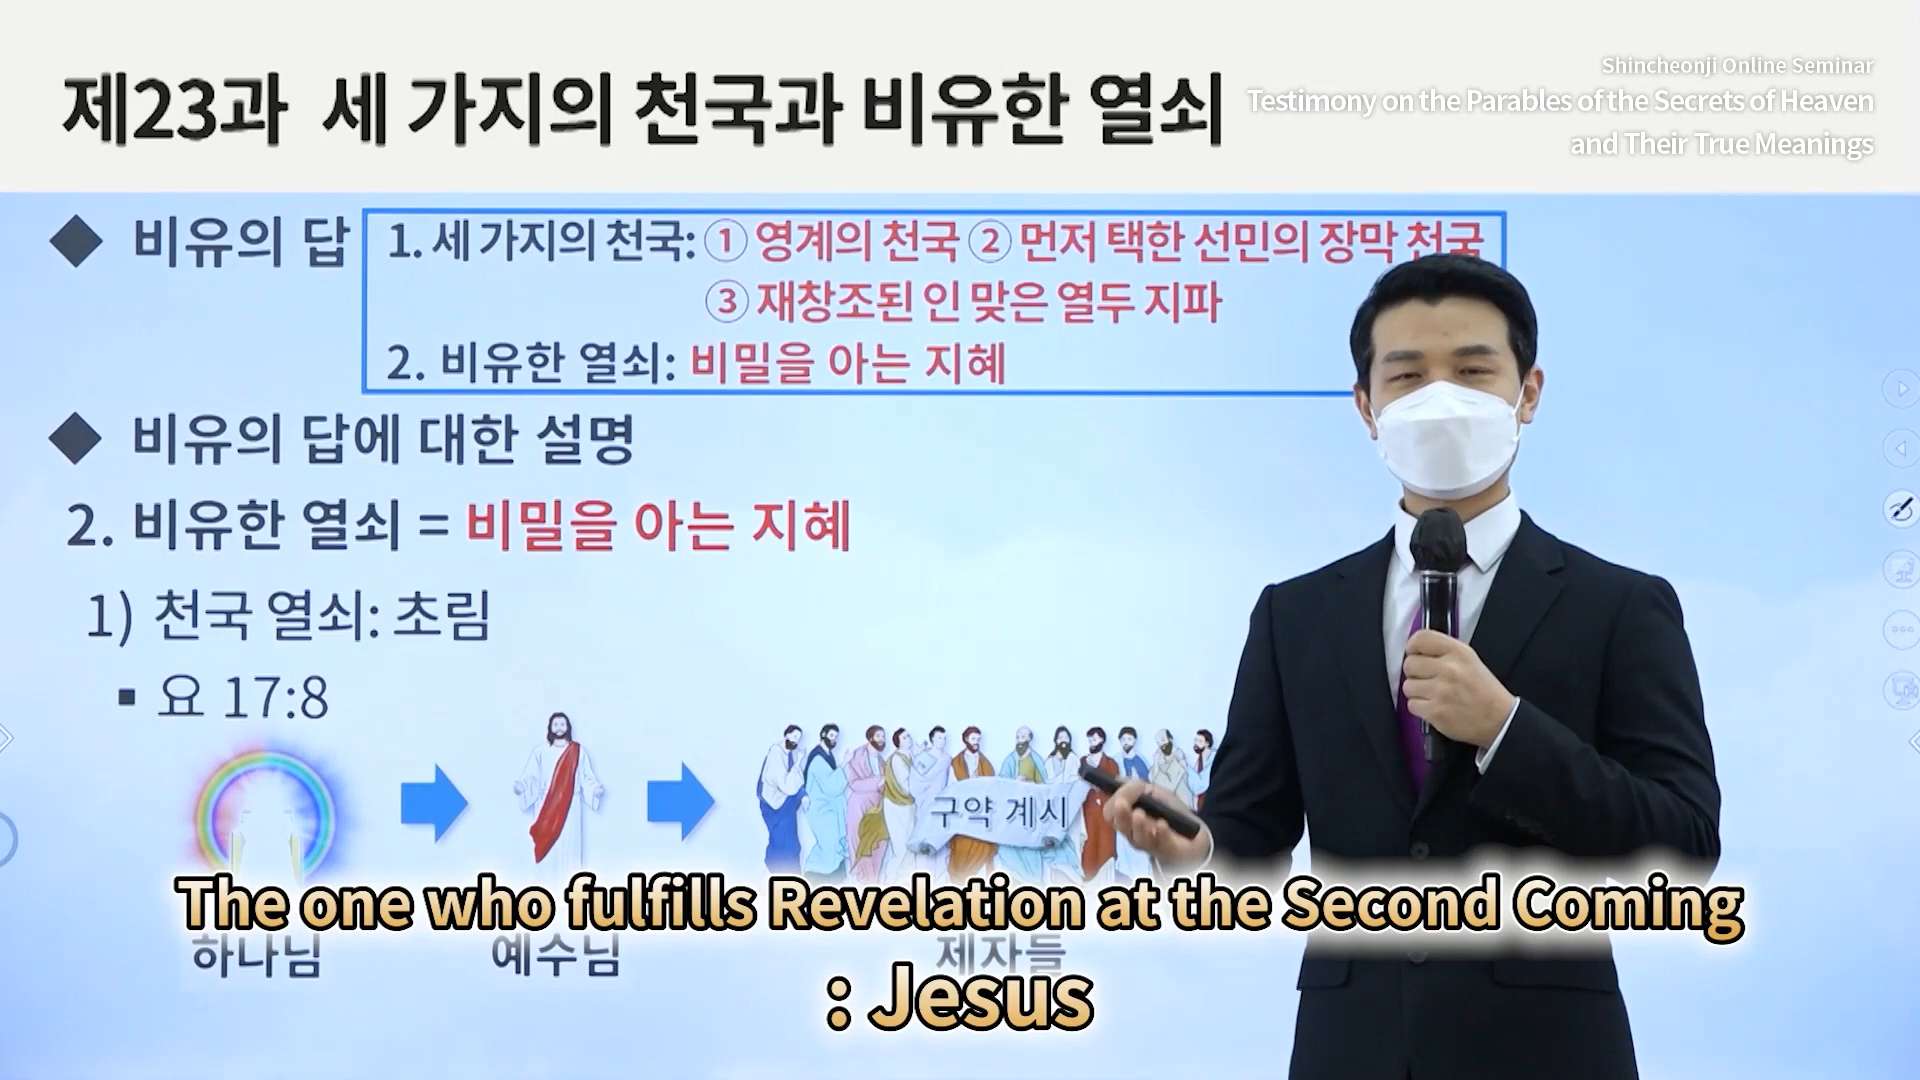 제23과 세 가지의 천국과 비유한 열쇠
Shincheonji Online Seminar
Testimony on the Parables of the Secrets of Heaven
and Their True Meanings
◆ 비유의 답
1. 세 가지의 천국: ① 영계의 천국 ② 먼저 택한 선민의 장막 천국
③ 재창조된 인 맞은 열두 지파
2. 비유한 열쇠: 비밀을 아는 지혜
◆ 비유의 답에 대한 설명
2. 비유한 열쇠 = 비밀을 아는 지혜
1) 천국 열쇠: 초림
▪ 요 17:8
구약 계시
The one who fulfills Revelation at the Second Coming
하나님 예수님 제자들
: Jesus